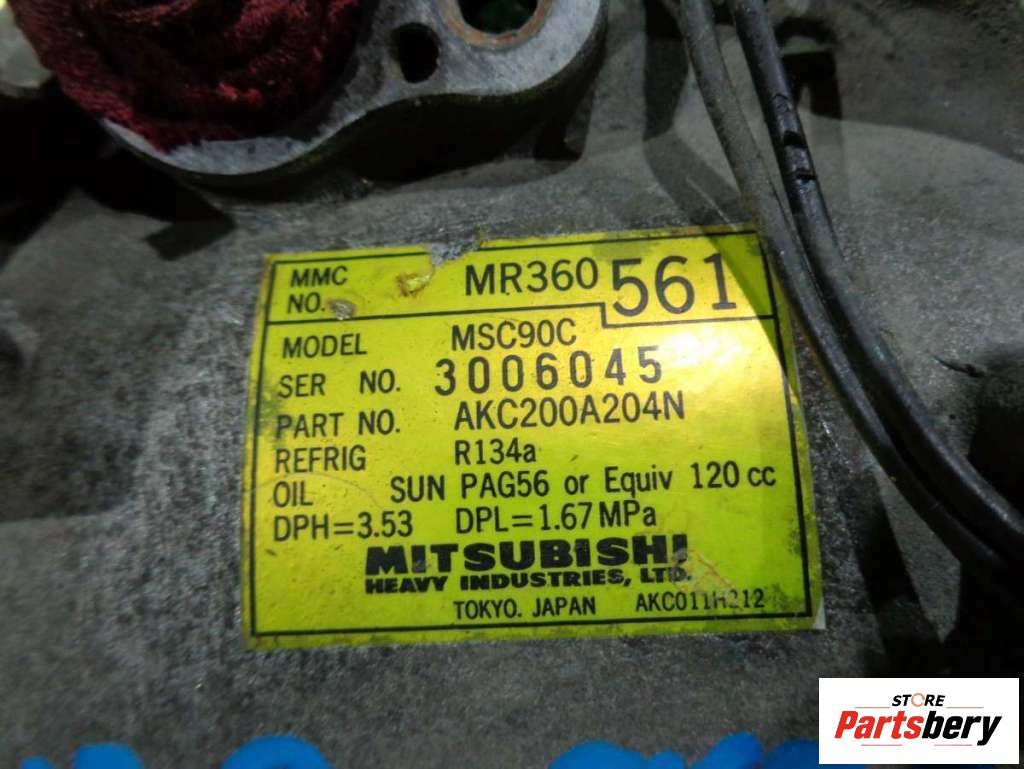 MMC NO. MR360 561
MODEL MSC90C
SER NO. 3006045
PART NO. AKC200A204N
REFRIG R134a
OIL SUN PAG56 or Equiv 120 cc
DPH=3.53 DPL=1.67 MPa
MITSUBISHI
HEAVY INDUSTRIES, LTD.
TOKYO. JAPAN AKC011H212
STORE
Partsbery